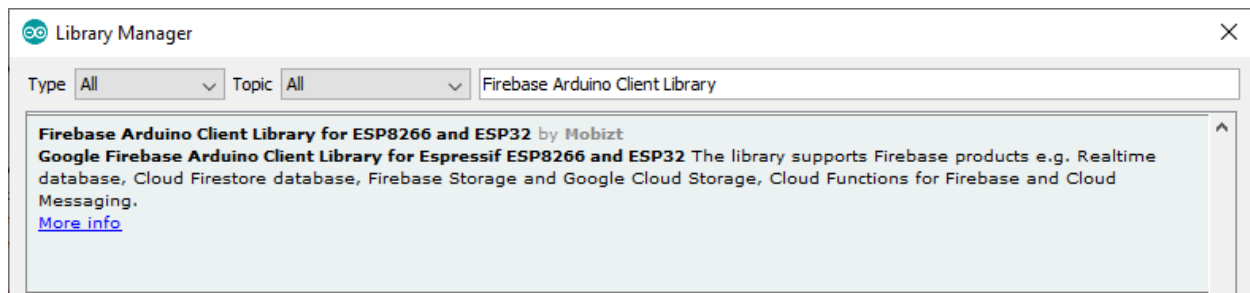 Library Manager
Type All Topic All Firebase Arduino Client Library
Firebase Arduino Client Library for ESP8266 and ESP32 by Mobizt
Google Firebase Arduino Client Library for Espressif ESP8266 and ESP32 The library supports Firebase products e.g. Realtime
database, Cloud Firestore database, Firebase Storage and Google Cloud Storage, Cloud Functions for Firebase and Cloud
Messaging.
More info